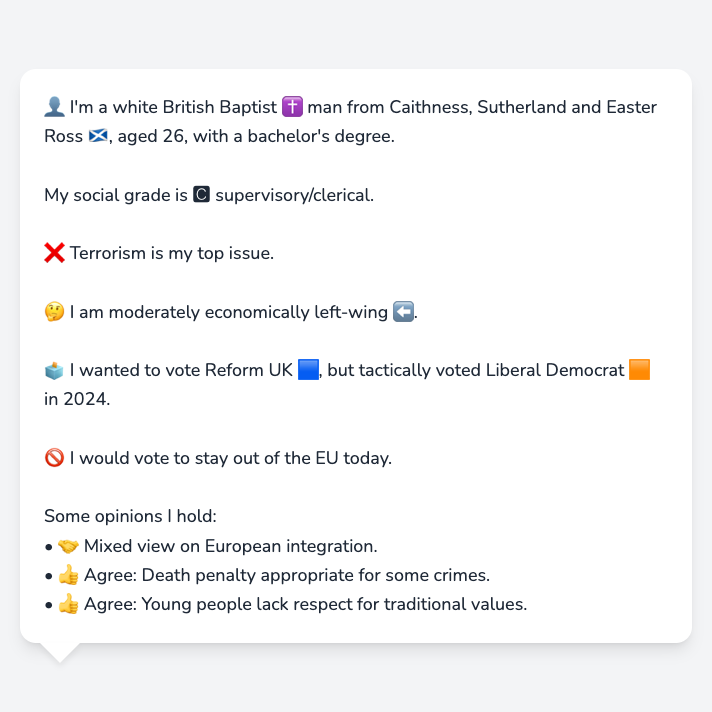 👤 I'm a white British Baptist ✝️ man from Caithness, Sutherland and Easter
Ross 🏴󠁧󠁢󠁳󠁣󠁴󠁿, aged 26, with a bachelor's degree.
My social grade is 🅲 supervisory/clerical.
❌ Terrorism is my top issue.
🤔 I am moderately economically left-wing ⬅️.
🗳️ I wanted to vote Reform UK 🟦, but tactically voted Liberal Democrat 🟧
in 2024.
🚫 I would vote to stay out of the EU today.
Some opinions I hold:
• 🤝 Mixed view on European integration.
• 👍 Agree: Death penalty appropriate for some crimes.
• 👍 Agree: Young people lack respect for traditional values.